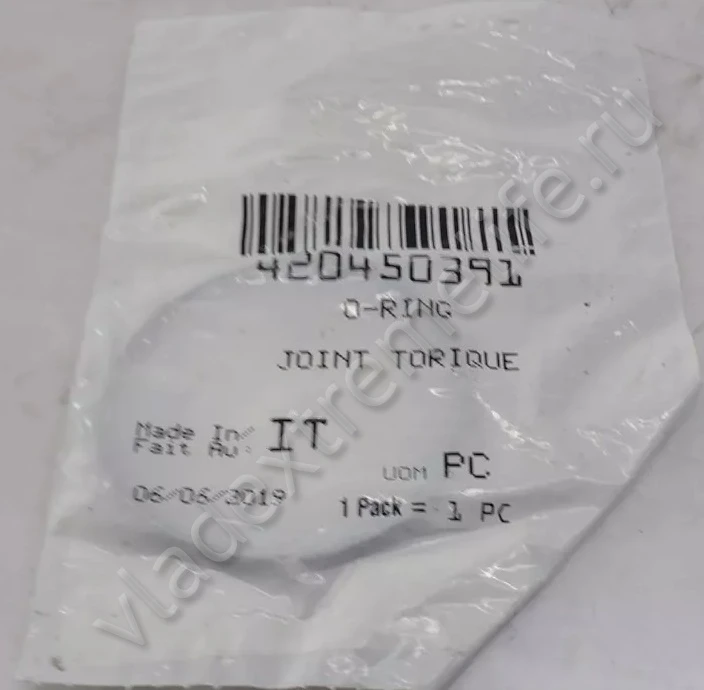 420450391
O-RING
JOINT TORIQUE
Made In IT
Fait Au:
UOM PC
06/06/2019
1 Pack = 1 PC
vladextremelife.ru